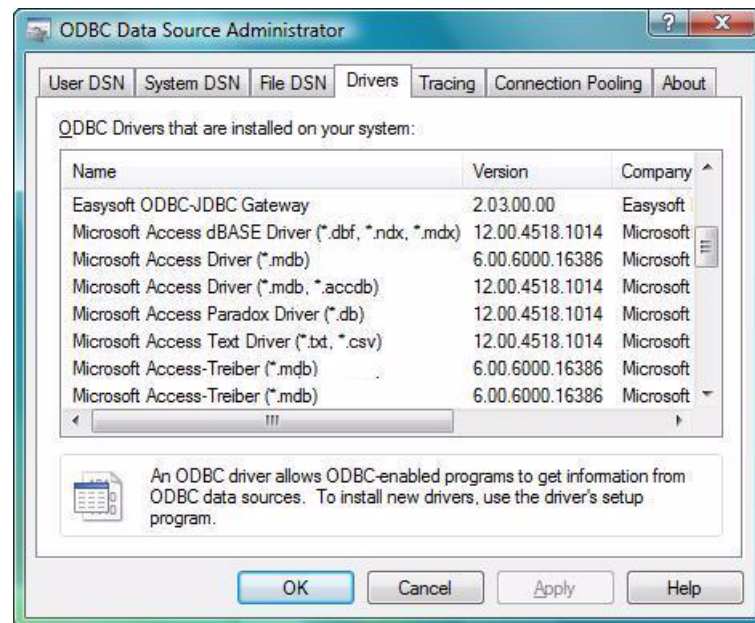 ODBC Data Source Administrator
User DSN System DSN File DSN Drivers Tracing Connection Pooling About
ODBC Drivers that are installed on your system:
Name Version Company
Easysoft ODBC-JDBC Gateway 2.03.00.00 Easysoft
Microsoft Access dBASE Driver (*.dbf, *.ndx, *.mdx) 12.00.4518.1014 Microsoft
Microsoft Access Driver (*.mdb) 6.00.6000.16386 Microsoft
Microsoft Access Driver (*.mdb, *.accdb) 12.00.4518.1014 Microsoft
Microsoft Access Paradox Driver (*.db) 12.00.4518.1014 Microsoft
Microsoft Access Text Driver (*.txt, *.csv) 12.00.4518.1014 Microsoft
Microsoft Access-Treiber (*.mdb) 6.00.6000.16386 Microsoft
Microsoft Access-Treiber (*.mdb) 6.00.6000.16386 Microsoft
An ODBC driver allows ODBC-enabled programs to get information from
ODBC data sources. To install new drivers, use the driver's setup
program.
OK Cancel Apply Help